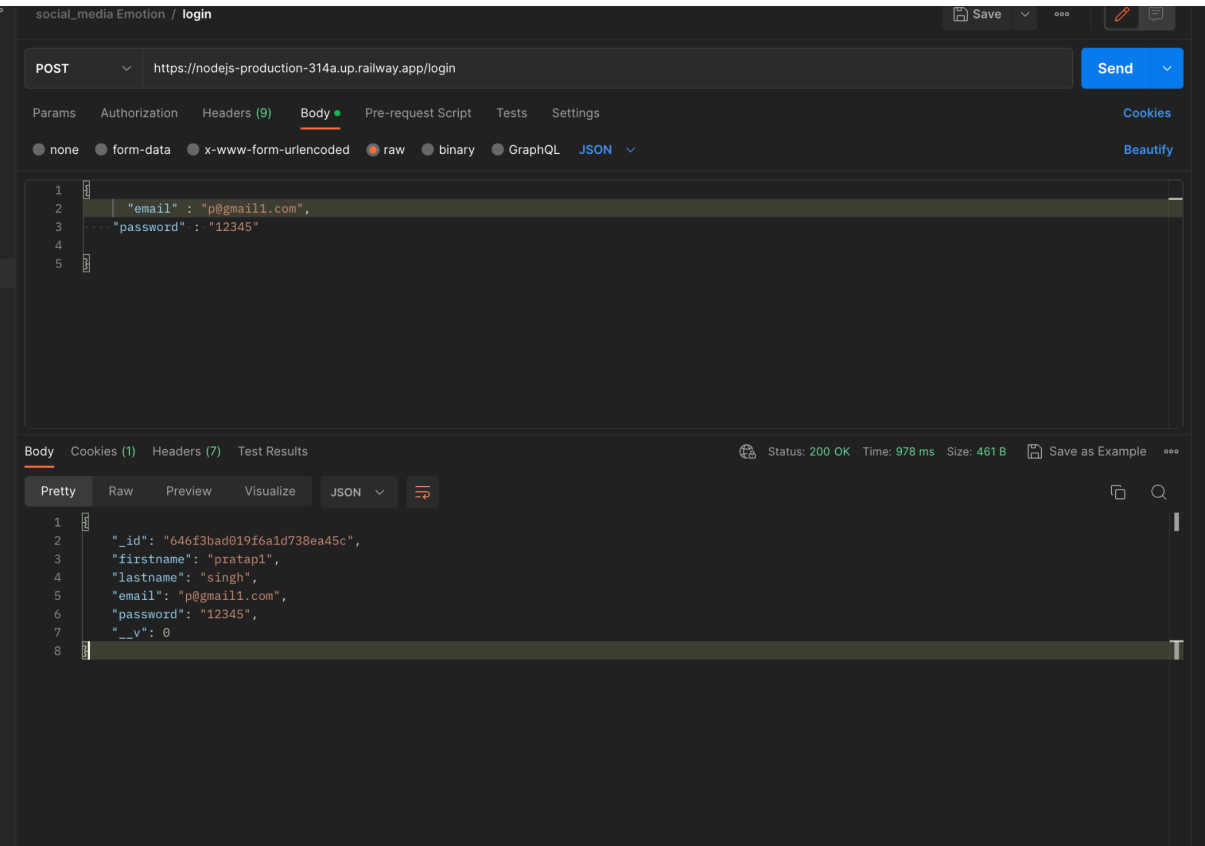 social_media Emotion / login Save ooo
POST https://nodejs-production-314a.up.railway.app/login Send
Params Authorization Headers (9) Body Pre-request Script Tests Settings Cookies
none form-data x-www-form-urlencoded raw binary GraphQL JSON Beautify
1 {
2 "email" : "p@gmail1.com",
3 "password" : "12345"
4
5 }
Body Cookies (1) Headers (7) Test Results Status: 200 OK Time: 978 ms Size: 461 B Save as Example ooo
Pretty Raw Preview Visualize JSON
1 {
2 "_id": "646f3bad019f6a1d738ea45c",
3 "firstname": "pratap1",
4 "lastname": "singh",
5 "email": "p@gmail1.com",
6 "password": "12345",
7 "__v": 0
8 }